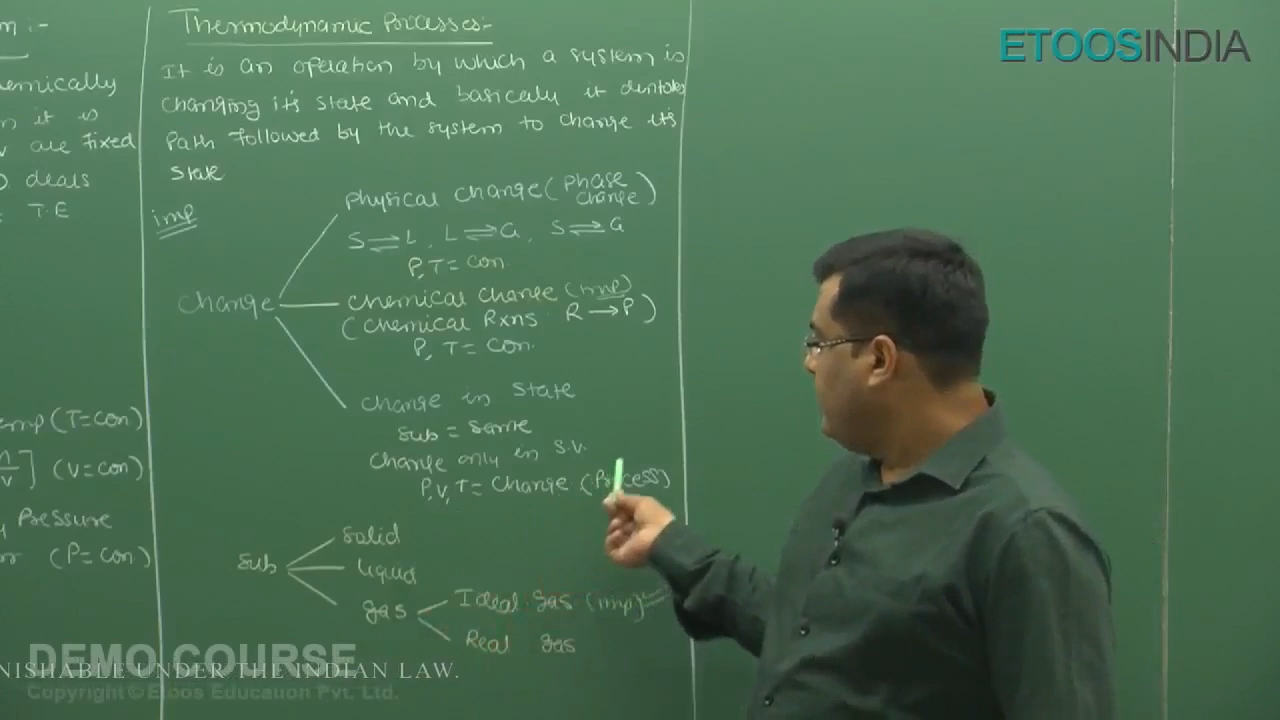 m :-
emically
n it is
v are fixed
deals
T.E
emp (T=con)
n/v] (V=con)
Pressure
(P=con)
Thermodynamic Processes:-
It is an operation by which a system is
changing it's state and basically it denotes
Path followed by the system to change it's
state
imp
Change
Physical change (Phase change)
S ⇌ L, L ⇌ G, S ⇌ G
P, T = con
chemical change (imp)
(chemical Rxns R → P)
P, T = con.
change in state
sub = same
change only in S.V.
P, V, T = change (Process)
sub
solid
liquid
gas
Ideal gas (imp)
Real gas
ETOOSINDIA
DEMO COURSE
NISHABLE UNDER THE INDIAN LAW.
Copyright © Etoos Education Pvt. Ltd.